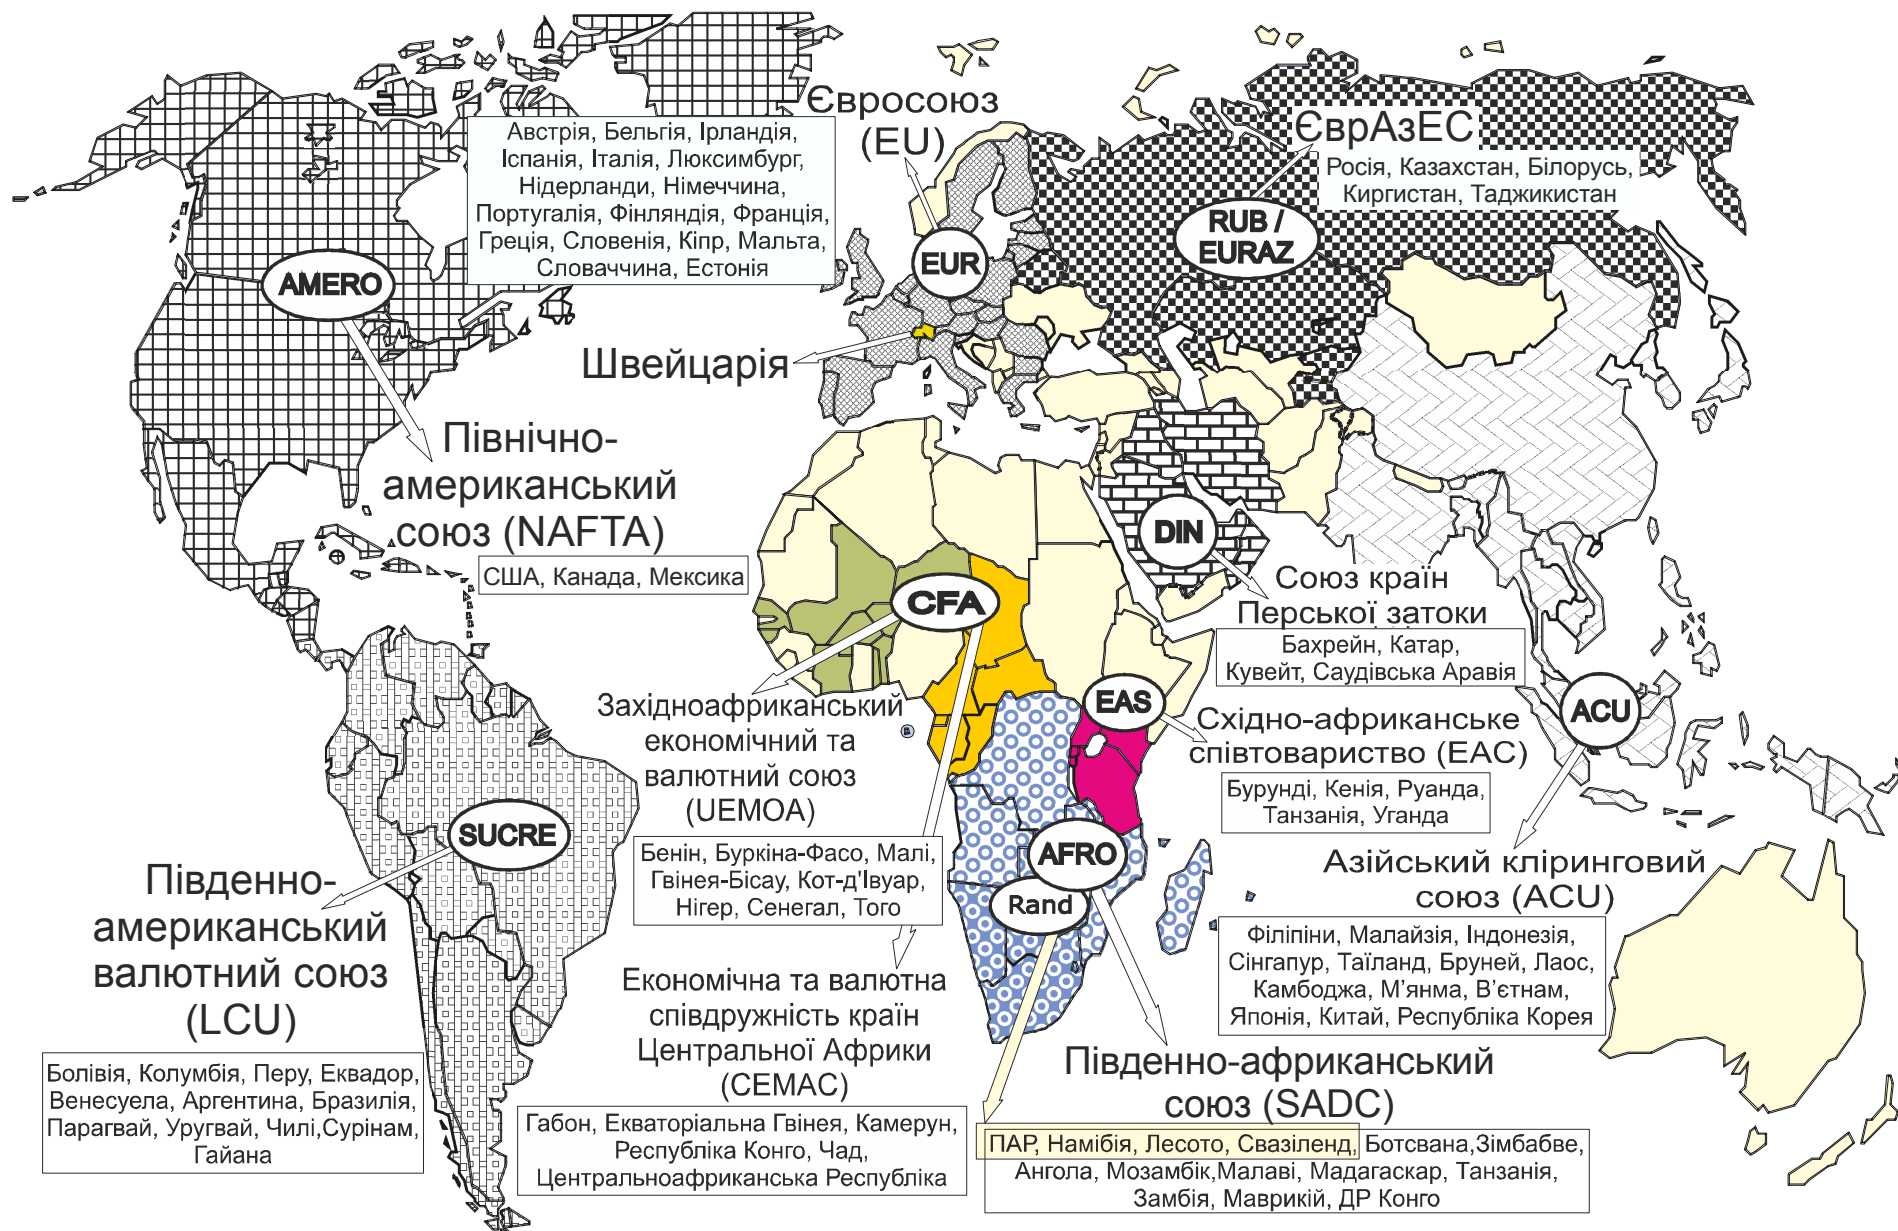 Євросоюз
(EU)
Австрія, Бельгія, Ірландія,
Іспанія, Італія, Люксимбург,
Нідерланди, Німеччина,
Португалія, Фінляндія, Франція,
Греція, Словенія, Кіпр, Мальта,
Словаччина, Естонія
ЄврАзЕС
Росія, Казахстан, Білорусь,
Киргистан, Таджикистан
RUB /
EURAZ
EUR
AMERO
Швейцарія
Північно-
американський
союз (NAFTA)
США, Канада, Мексика
DIN
Союз країн
Перської затоки
Бахрейн, Катар,
Кувейт, Саудівська Аравія
CFA
EAS
Східно-африканське
співтовариство (EAC)
Бурунді, Кенія, Руанда,
Танзанія, Уганда
ACU
Азійський кліринговий
союз (ACU)
Філіпіни, Малайзія, Індонезія,
Сінгапур, Таїланд, Бруней, Лаос,
Камбоджа, М'янма, В'єтнам,
Японія, Китай, Республіка Корея
Західноафриканський
економічний та
валютний союз
(UEMOA)
Бенін, Буркіна-Фасо, Малі,
Гвінея-Бісау, Кот-д'Івуар,
Нігер, Сенегал, Того
SUCRE
Південно-
американський
валютний союз
(LCU)
Болівія, Колумбія, Перу, Еквадор,
Венесуела, Аргентина, Бразилія,
Парагвай, Уругвай, Чилі,Сурінам,
Гайана
AFRO
Rand
Економічна та валютна
співдружність країн
Центральної Африки
(CEMAC)
Габон, Екваторіальна Гвінея, Камерун,
Республіка Конго, Чад,
Центральноафриканська Республіка
Південно-африканський
союз (SADC)
ПАР, Намібія, Лесото, Свазіленд, Ботсвана,Зімбабве,
Ангола, Мозамбік,Малаві, Мадагаскар, Танзанія,
Замбія, Маврикій, ДР Конго